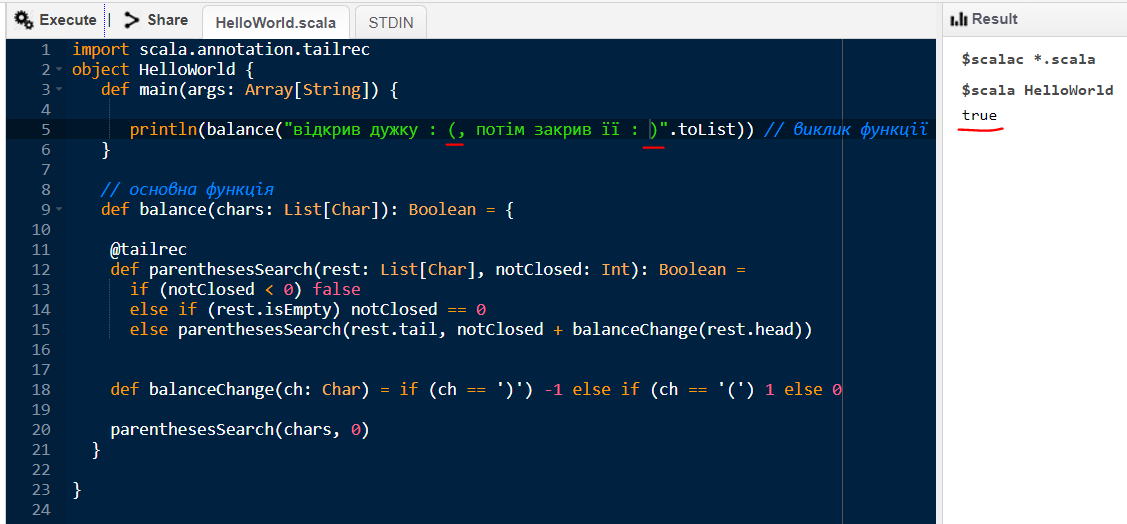 Execute | Share HelloWorld.scala STDIN
1 import scala.annotation.tailrec
2 object HelloWorld {
3 def main(args: Array[String]) {
4
5 println(balance("відкрив дужку : (, потім закрив її : )".toList)) // виклик функції
6 }
7
8 // основна функція
9 def balance(chars: List[Char]): Boolean = {
10
11 @tailrec
12 def parenthesesSearch(rest: List[Char], notClosed: Int): Boolean =
13 if (notClosed < 0) false
14 else if (rest.isEmpty) notClosed == 0
15 else parenthesesSearch(rest.tail, notClosed + balanceChange(rest.head))
16
17
18 def balanceChange(ch: Char) = if (ch == ')') -1 else if (ch == '(') 1 else 0
19
20 parenthesesSearch(chars, 0)
21 }
22
23 }
24
Result
$scalac *.scala
$scala HelloWorld
true